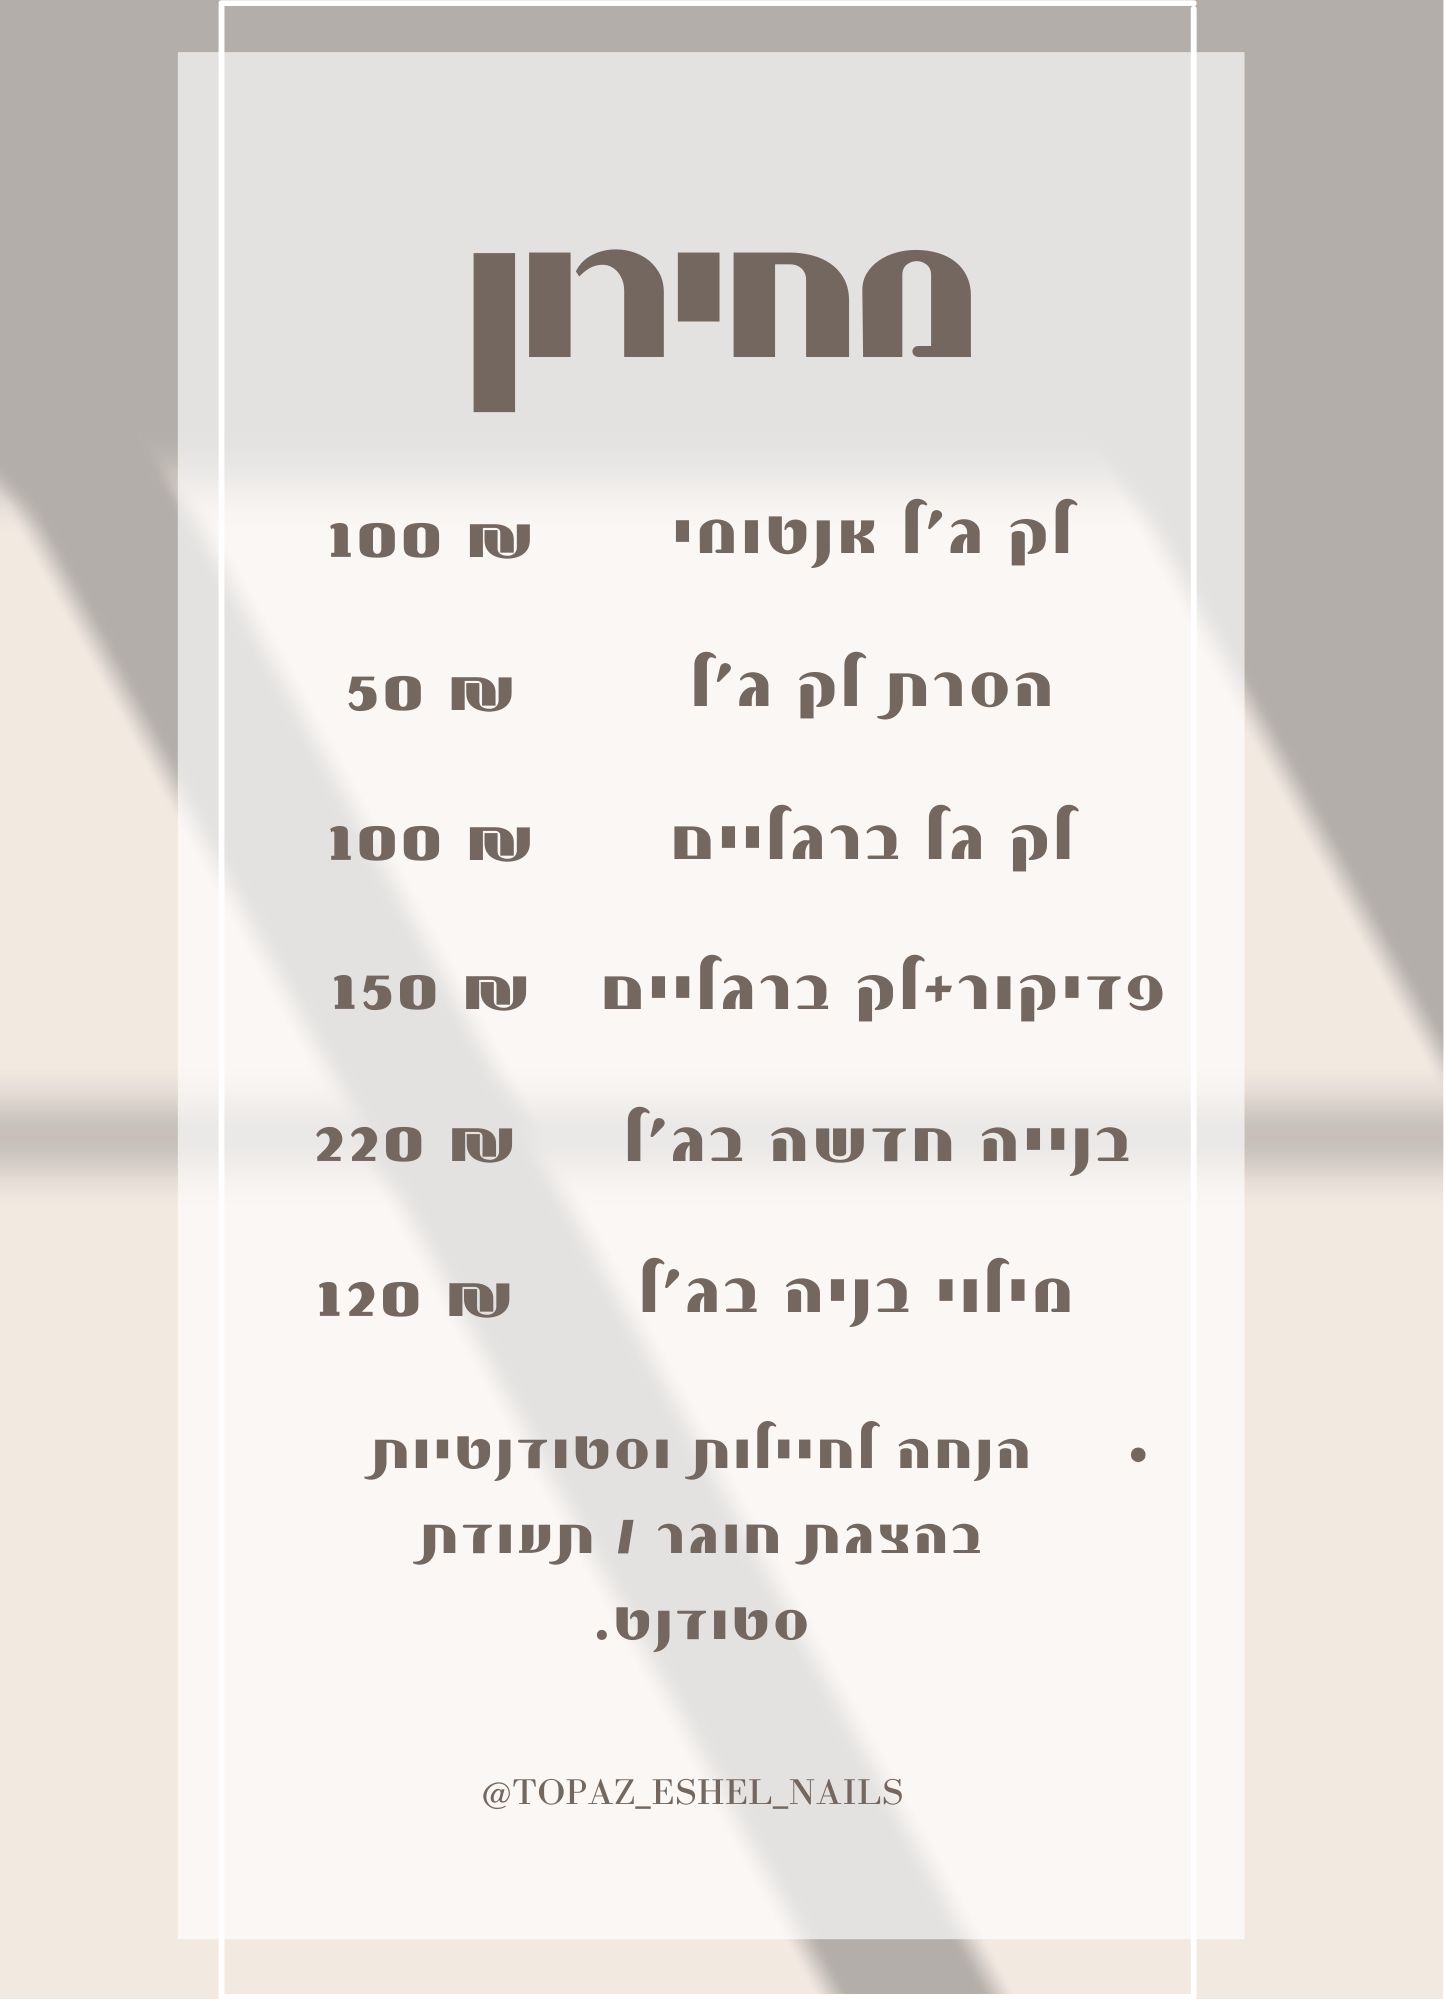 מחירון
לק ג'ל אנטומי 100 ₪
הסרת לק ג'ל 50 ₪
לק גל ברגליים 100 ₪
פדיקור+לק ברגליים 150 ₪
בנייה חדשה בג'ל 220 ₪
מילוי בניה בג'ל 120 ₪
• הנחה לחיילות וסטודנטיות
בהצגת חוגר / תעודת
סטודנט.
@TOPAZ_ESHEL_NAILS